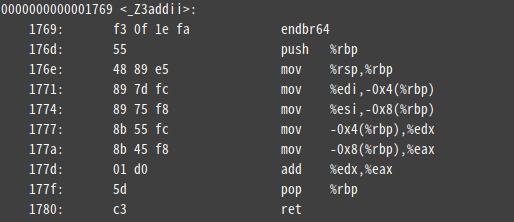 0000000000001769 <_Z3addii>:
    1769:       f3 0f 1e fa             endbr64
    176d:       55                      push   %rbp
    176e:       48 89 e5                mov    %rsp,%rbp
    1771:       89 7d fc                mov    %edi,-0x4(%rbp)
    1774:       89 75 f8                mov    %esi,-0x8(%rbp)
    1777:       8b 55 fc                mov    -0x4(%rbp),%edx
    177a:       8b 45 f8                mov    -0x8(%rbp),%eax
    177d:       01 d0                   add    %edx,%eax
    177f:       5d                      pop    %rbp
    1780:       c3                      ret